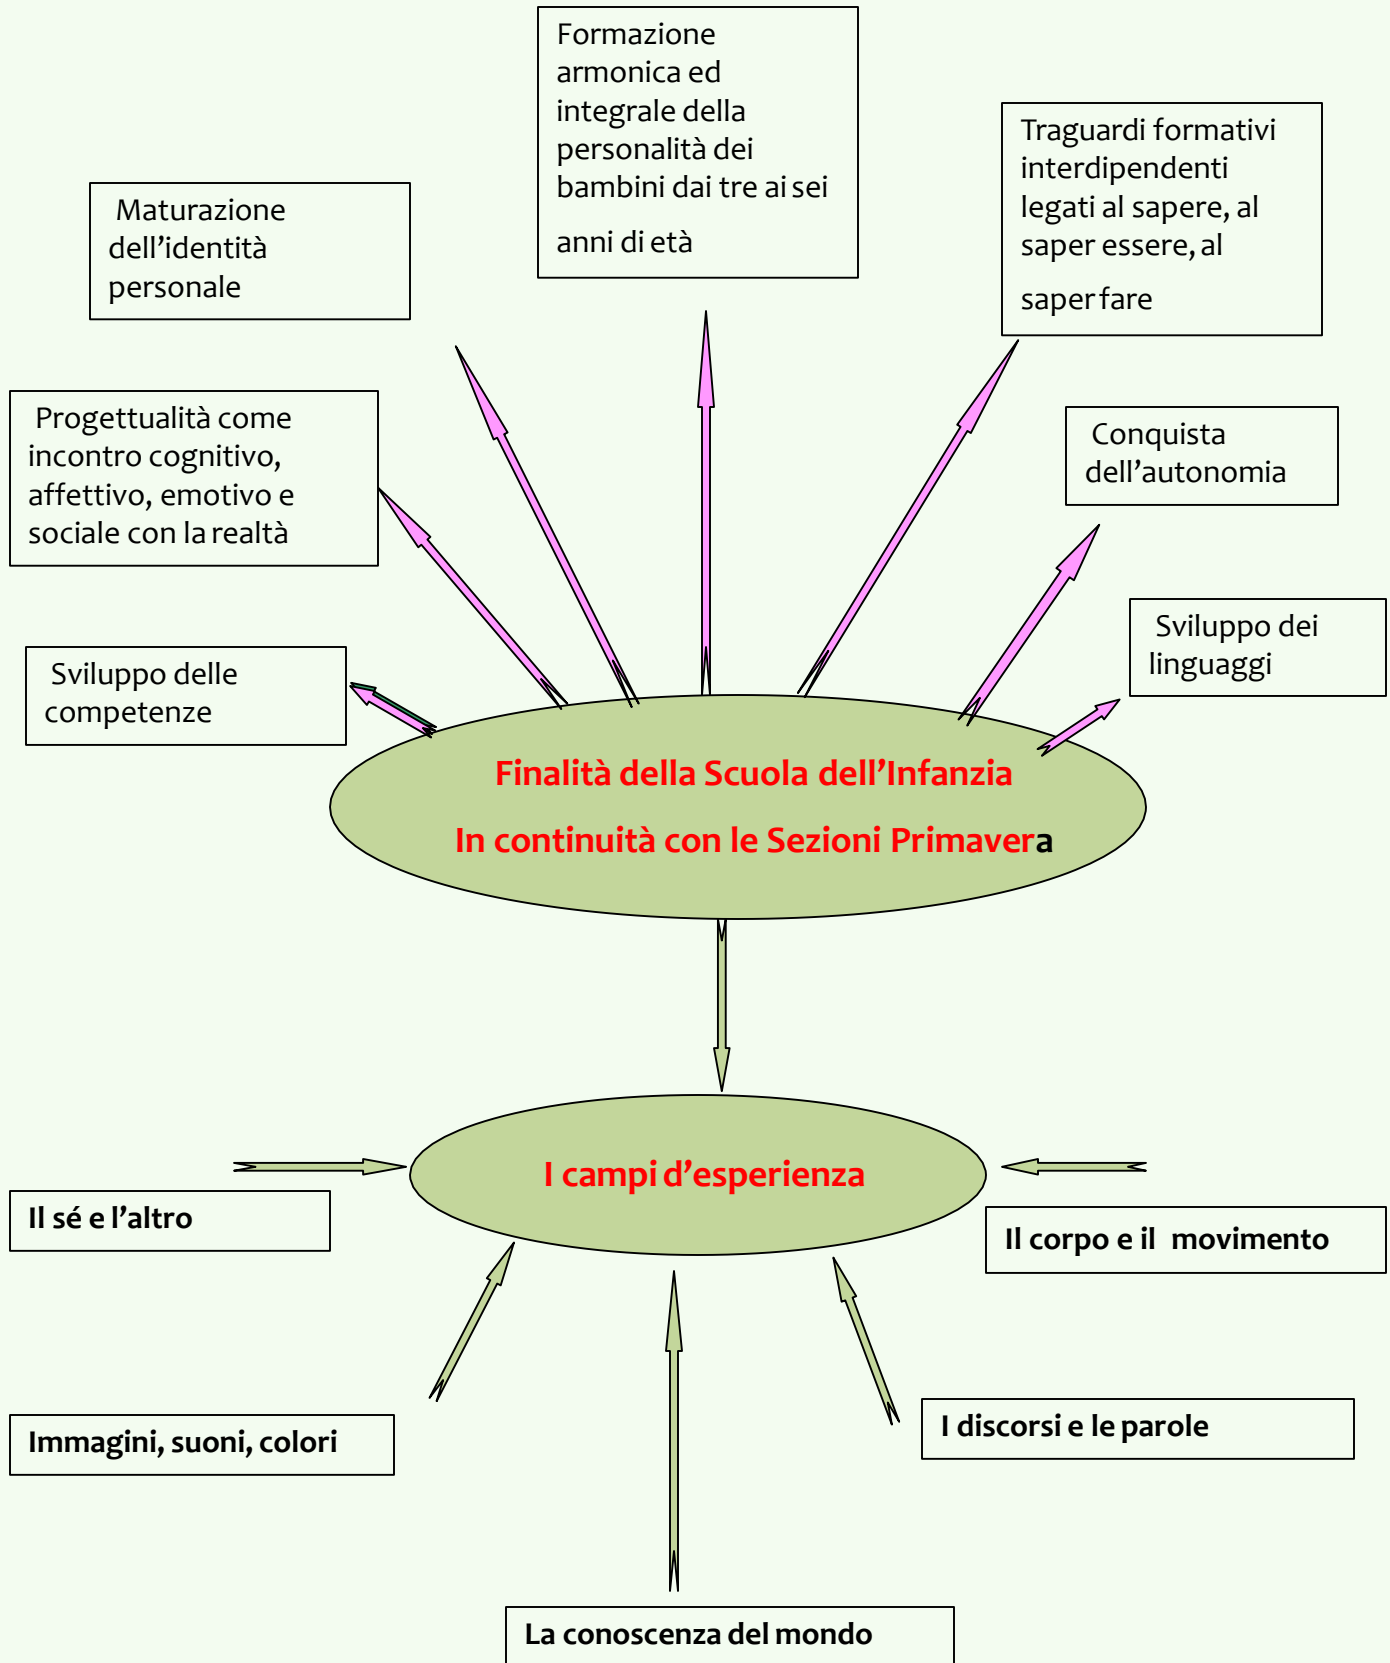 Formazione
armonica ed
integrale della
personalità dei
bambini dai tre ai sei
anni di età
Traguardi formativi
interdipendenti
legati al sapere, al
saper essere, al
saper fare
Maturazione
dell’identità
personale
Progettualità come
incontro cognitivo,
affettivo, emotivo e
sociale con la realtà
Conquista
dell’autonomia
Sviluppo dei
linguaggi
Sviluppo delle
competenze
Finalità della Scuola dell’Infanzia
In continuità con le Sezioni Primavera
I campi d’esperienza
Il sé e l’altro
Il corpo e il movimento
Immagini, suoni, colori
I discorsi e le parole
La conoscenza del mondo